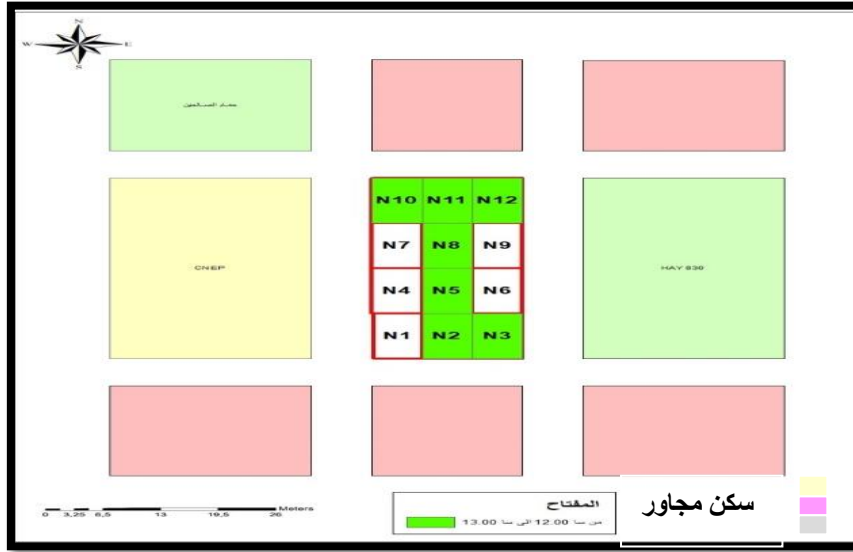 N
W E
S
N10 N11 N12
N7 N8 N9
CNEP
HAY 830
N4 N5 N6
N1 N2 N3
0 3,25 6,5 13 19,5 26 Meters
المفتاح
من سا 12.00 الى سا 13.00
سكن مجاور